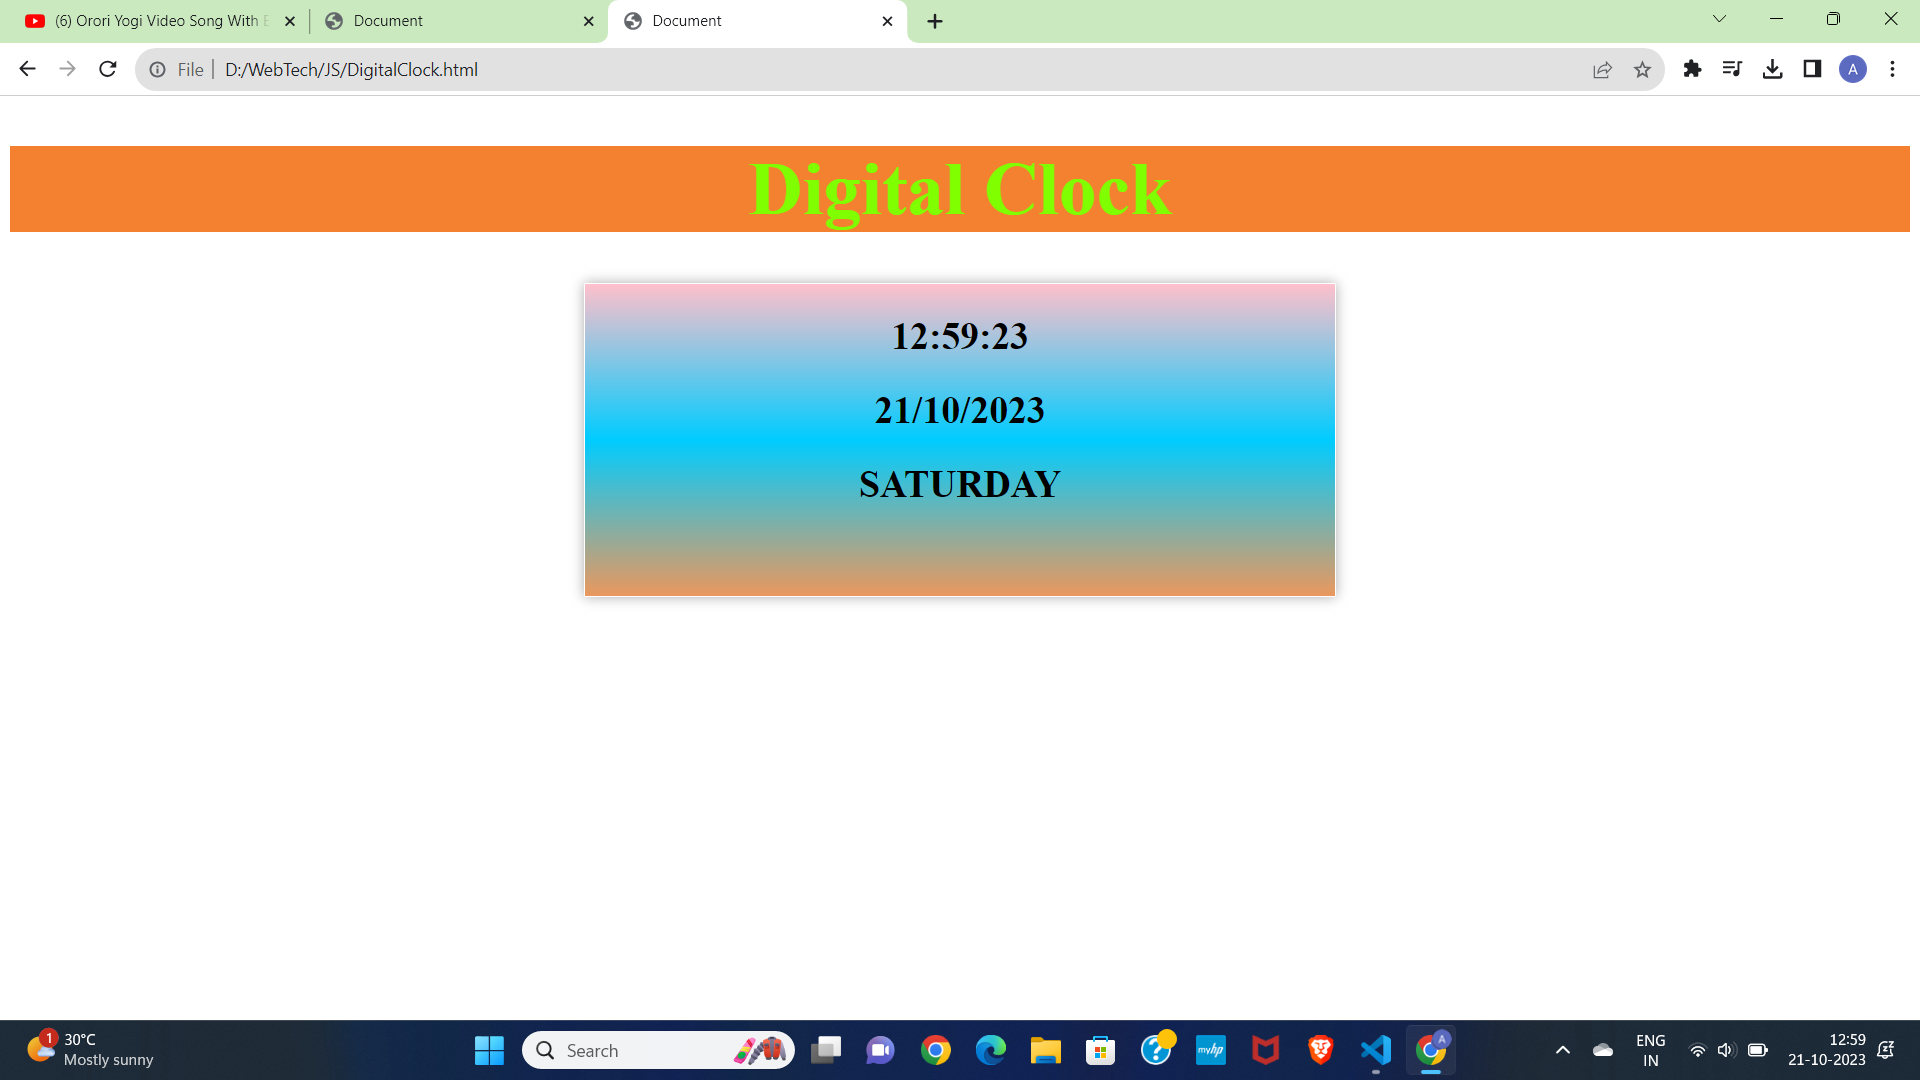 (6) Orori Yogi Video Song With
Document
Document
File
D:/WebTech/JS/DigitalClock.html
A
Digital Clock
12:59:23
21/10/2023
SATURDAY
1
30°C
Mostly sunny
Search
myhp
A
ENG
IN
12:59
21-10-2023